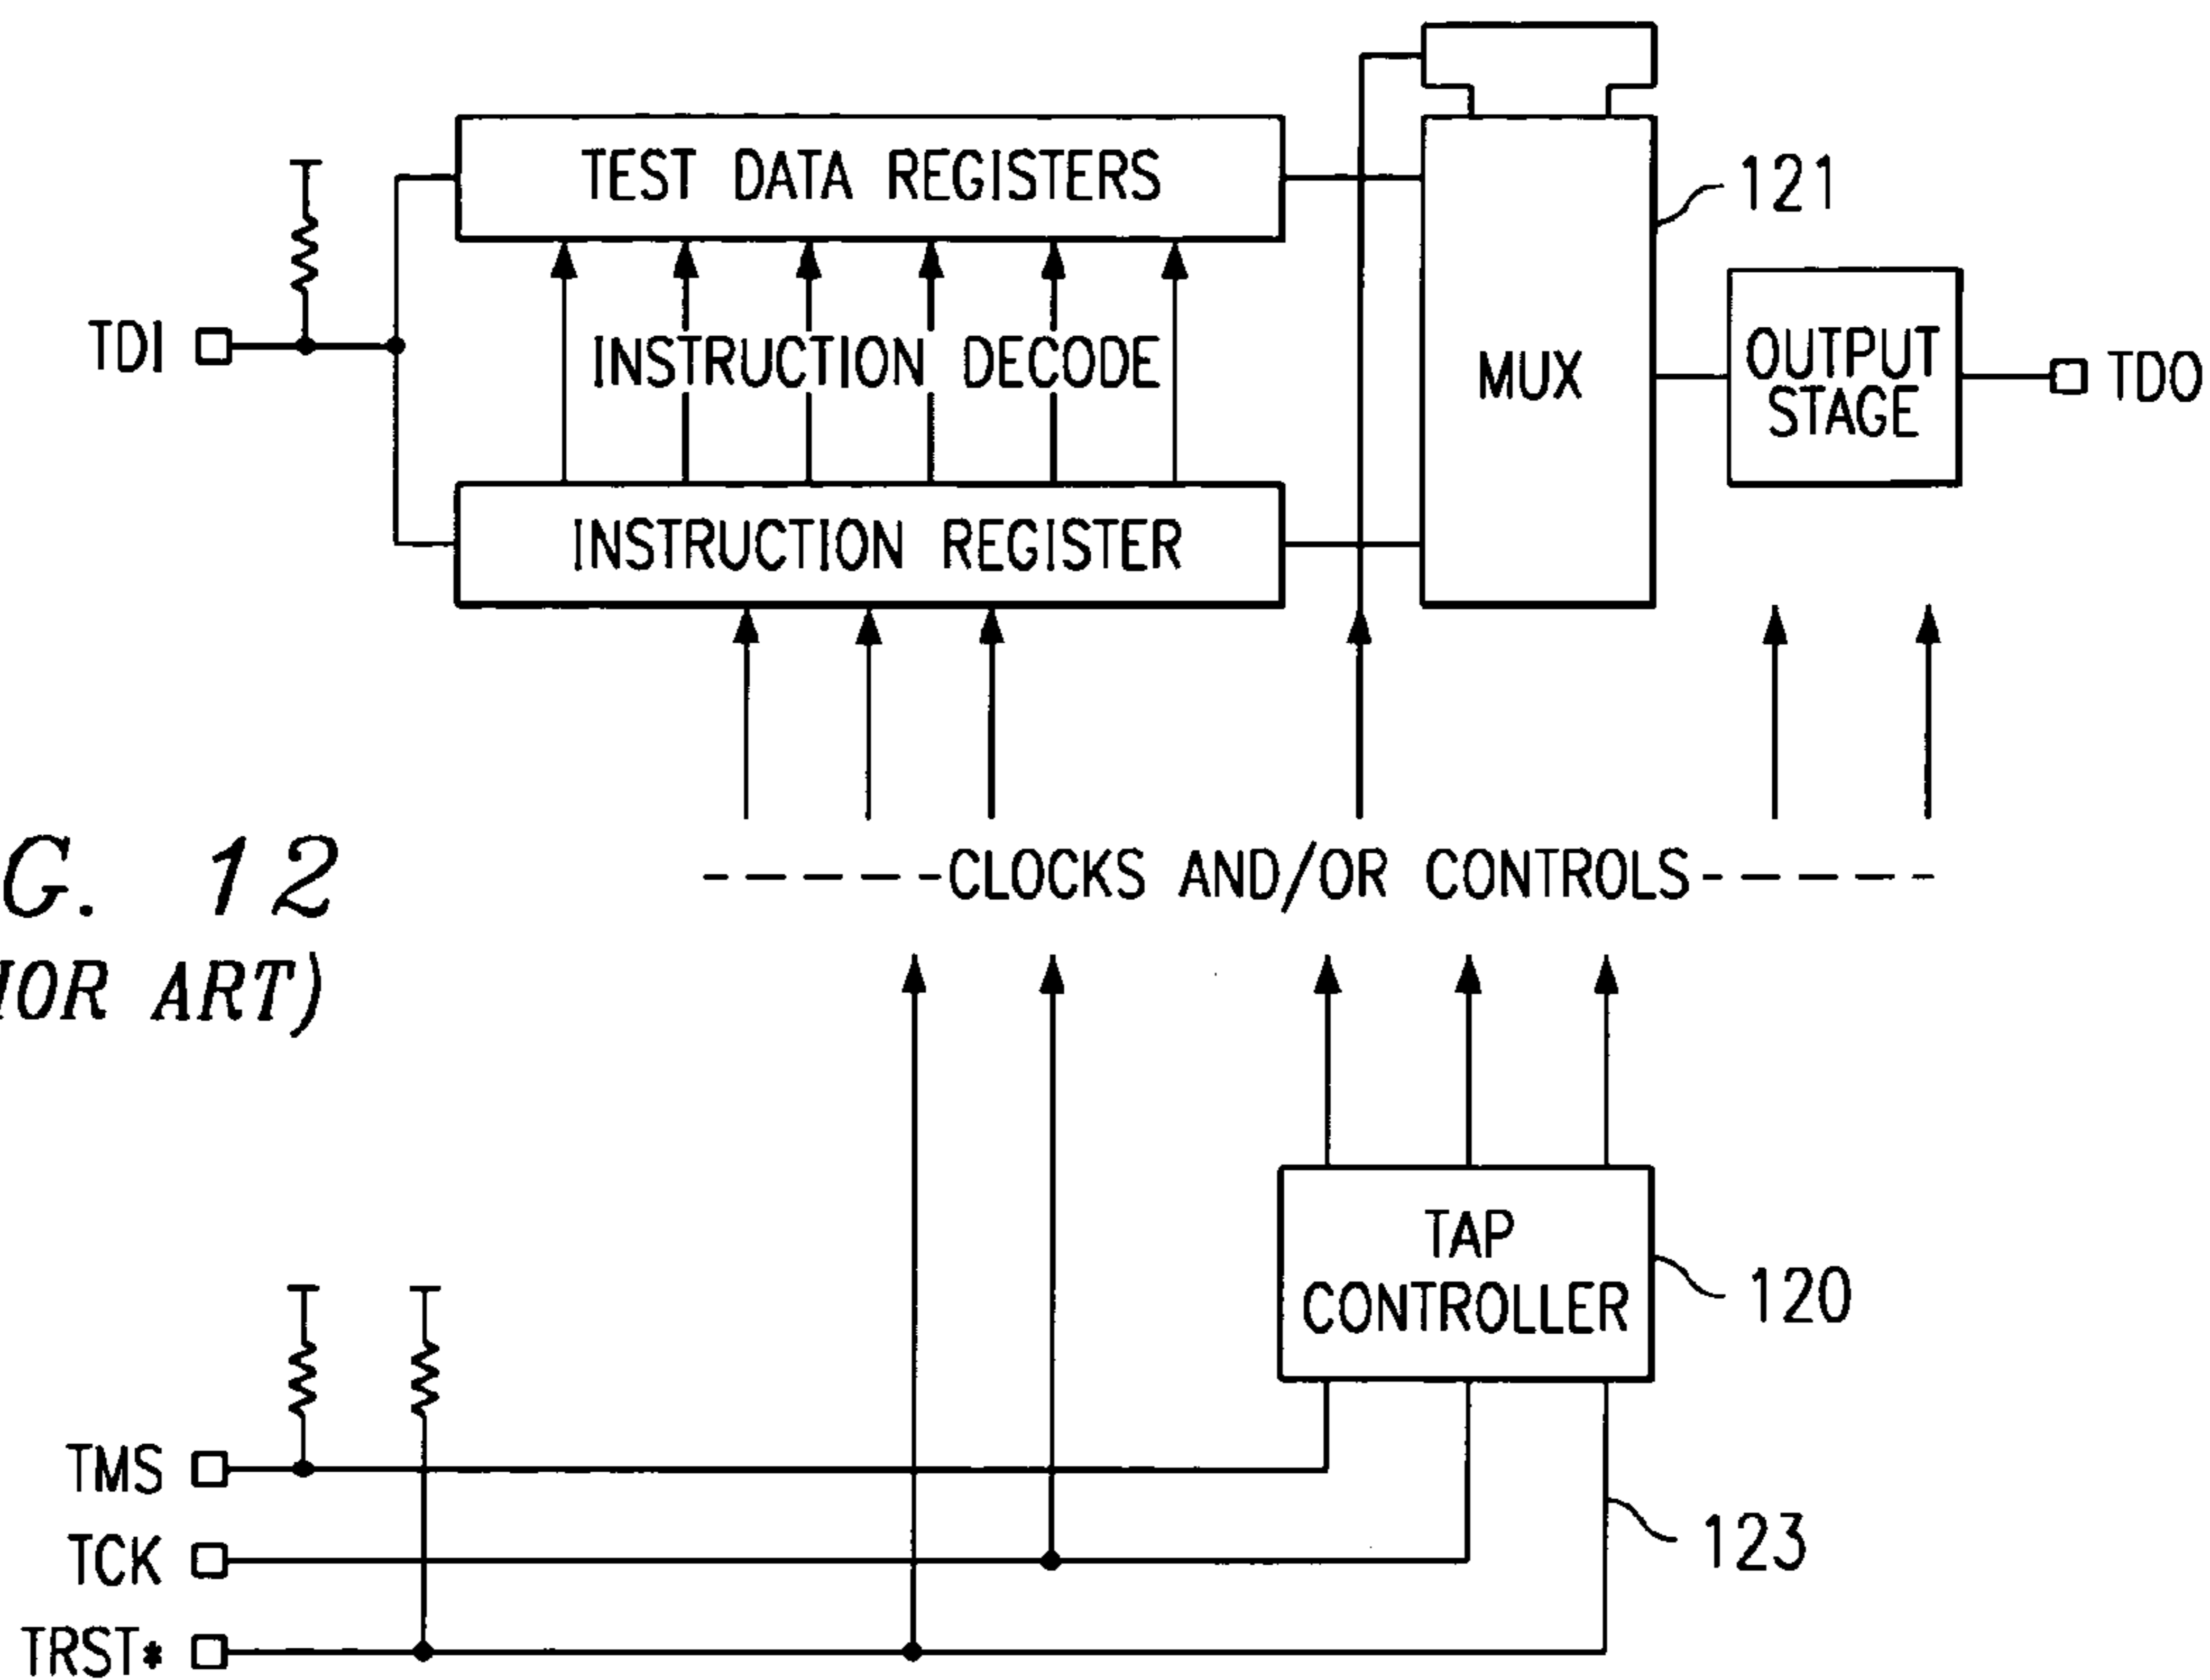 TEST DATA REGISTERS
121
TDI
INSTRUCTION DECODE
MUX
OUTPUT
STAGE
TDO
INSTRUCTION REGISTER
G. 12
IOR ART)
CLOCKS AND/OR CONTROLS
TAP
CONTROLLER
120
TMS
TCK
123
TRST*